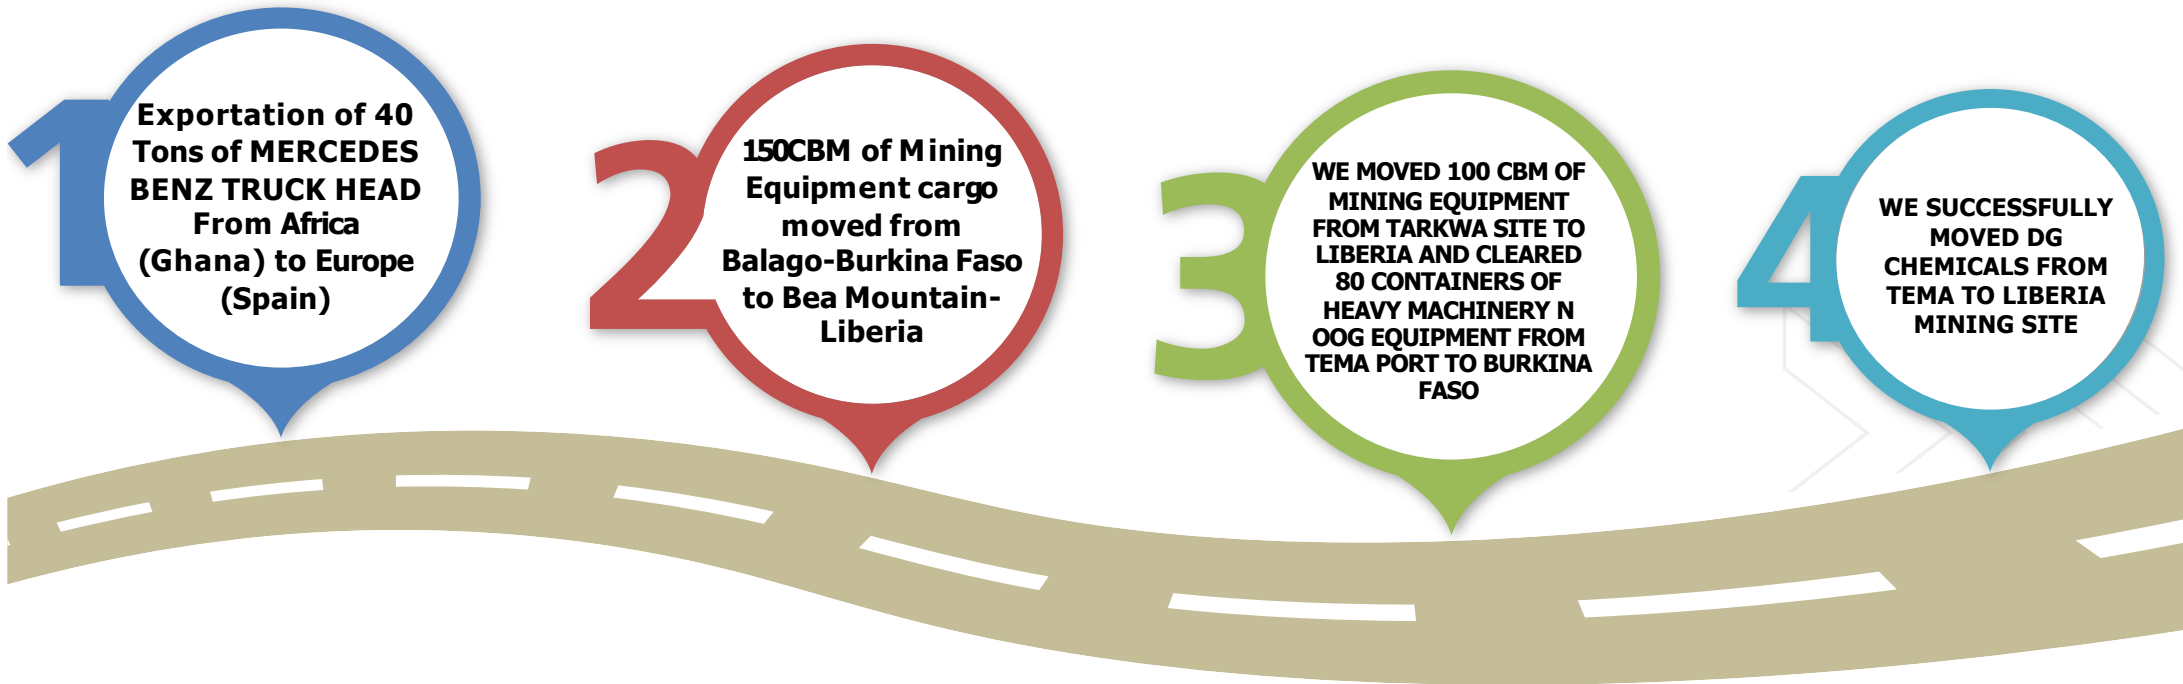 1
Exportation of 40
Tons of MERCEDES
BENZ TRUCK HEAD
From Africa
(Ghana) to Europe
(Spain)
2
150CBM of Mining
Equipment cargo
moved from
Balago-Burkina Faso
to Bea Mountain-
Liberia
3
WE MOVED 100 CBM OF
MINING EQUIPMENT
FROM TARKWA SITE TO
LIBERIA AND CLEARED
80 CONTAINERS OF
HEAVY MACHINERY N
OOG EQUIPMENT FROM
TEMA PORT TO BURKINA
FASO
4
WE SUCCESSFULLY
MOVED DG
CHEMICALS FROM
TEMA TO LIBERIA
MINING SITE